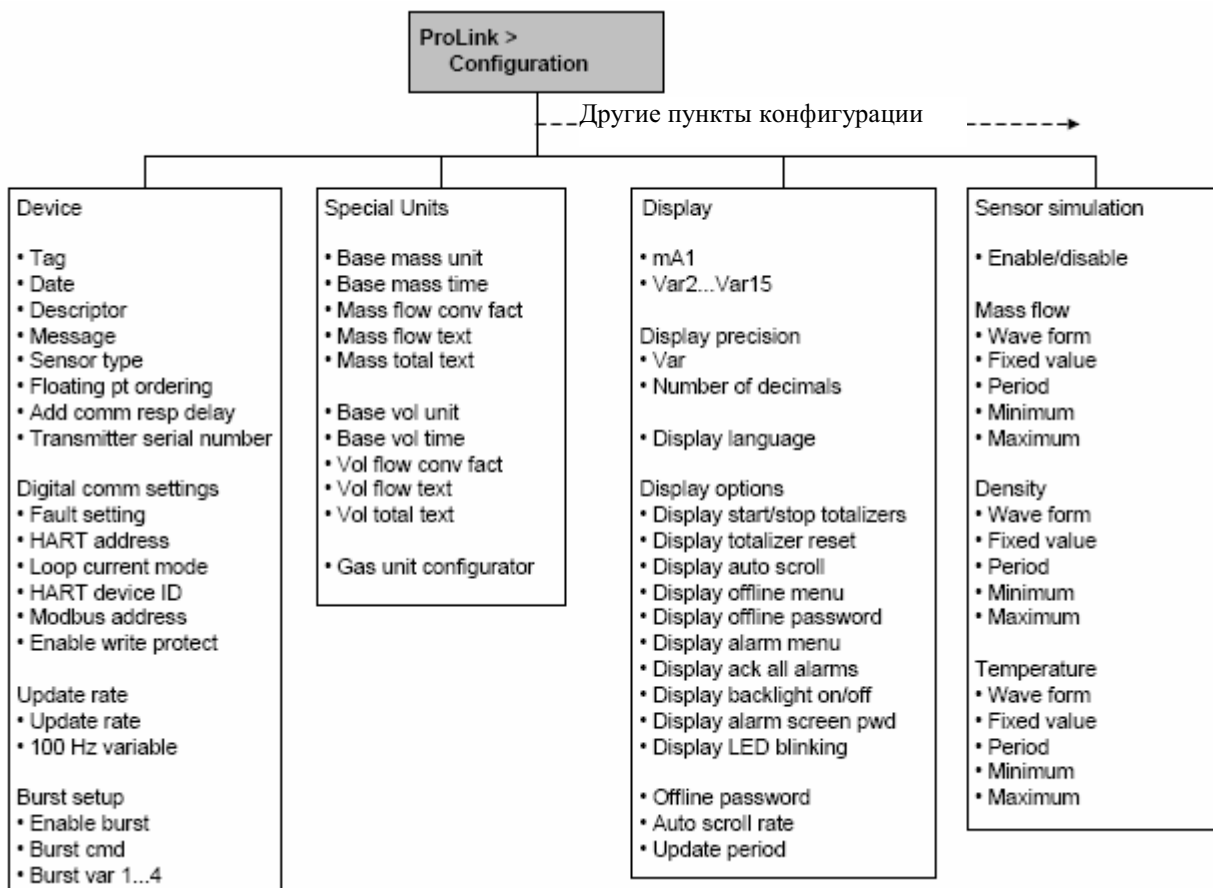 ProLink >
Configuration
Другие пункты конфигурации
Device
• Tag
• Date
• Descriptor
• Message
• Sensor type
• Floating pt ordering
• Add comm resp delay
• Transmitter serial number
Digital comm settings
• Fault setting
• HART address
• Loop current mode
• HART device ID
• Modbus address
• Enable write protect
Update rate
• Update rate
• 100 Hz variable
Burst setup
• Enable burst
• Burst cmd
• Burst var 1...4
Special Units
• Base mass unit
• Base mass time
• Mass flow conv fact
• Mass flow text
• Mass total text
• Base vol unit
• Base vol time
• Vol flow conv fact
• Vol flow text
• Vol total text
• Gas unit configurator
Display
• mA1
• Var2...Var15
Display precision
• Var
• Number of decimals
• Display language
Display options
• Display start/stop totalizers
• Display totalizer reset
• Display auto scroll
• Display offline menu
• Display offline password
• Display alarm menu
• Display ack all alarms
• Display backlight on/off
• Display alarm screen pwd
• Display LED blinking
• Offline password
• Auto scroll rate
• Update period
Sensor simulation
• Enable/disable
Mass flow
• Wave form
• Fixed value
• Period
• Minimum
• Maximum
Density
• Wave form
• Fixed value
• Period
• Minimum
• Maximum
Temperature
• Wave form
• Fixed value
• Period
• Minimum
• Maximum